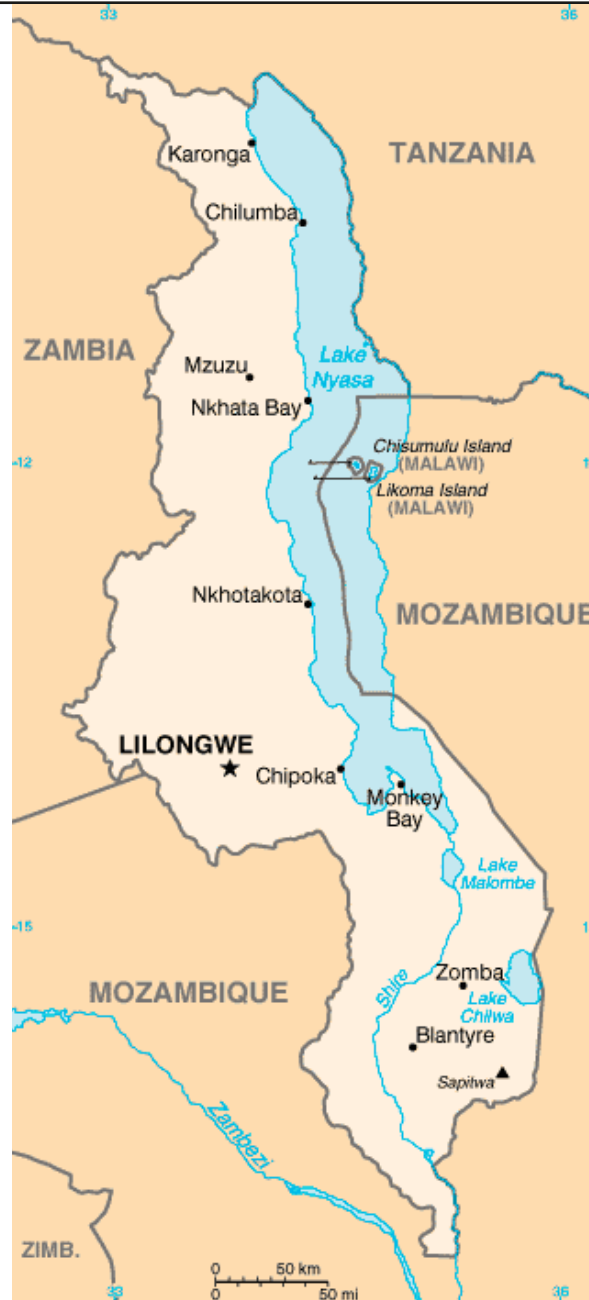 33
36
Karonga
TANZANIA
Chilumba
ZAMBIA
Lake
Nyasa
Mzuzu
Nkhata Bay
Chisumulu Island
(MALAWI)
12
1
Likoma Island
(MALAWI)
Nkhotakota
MOZAMBIQUE
LILONGWE
Chipoka
Monkey
Bay
Lake
Malombe
15
1
Zomba
MOZAMBIQUE
Shire
Lake
Chilwa
Blantyre
Sapitwa
Zambezi
ZIMB.
0 50 km
0 50 mi
33
36